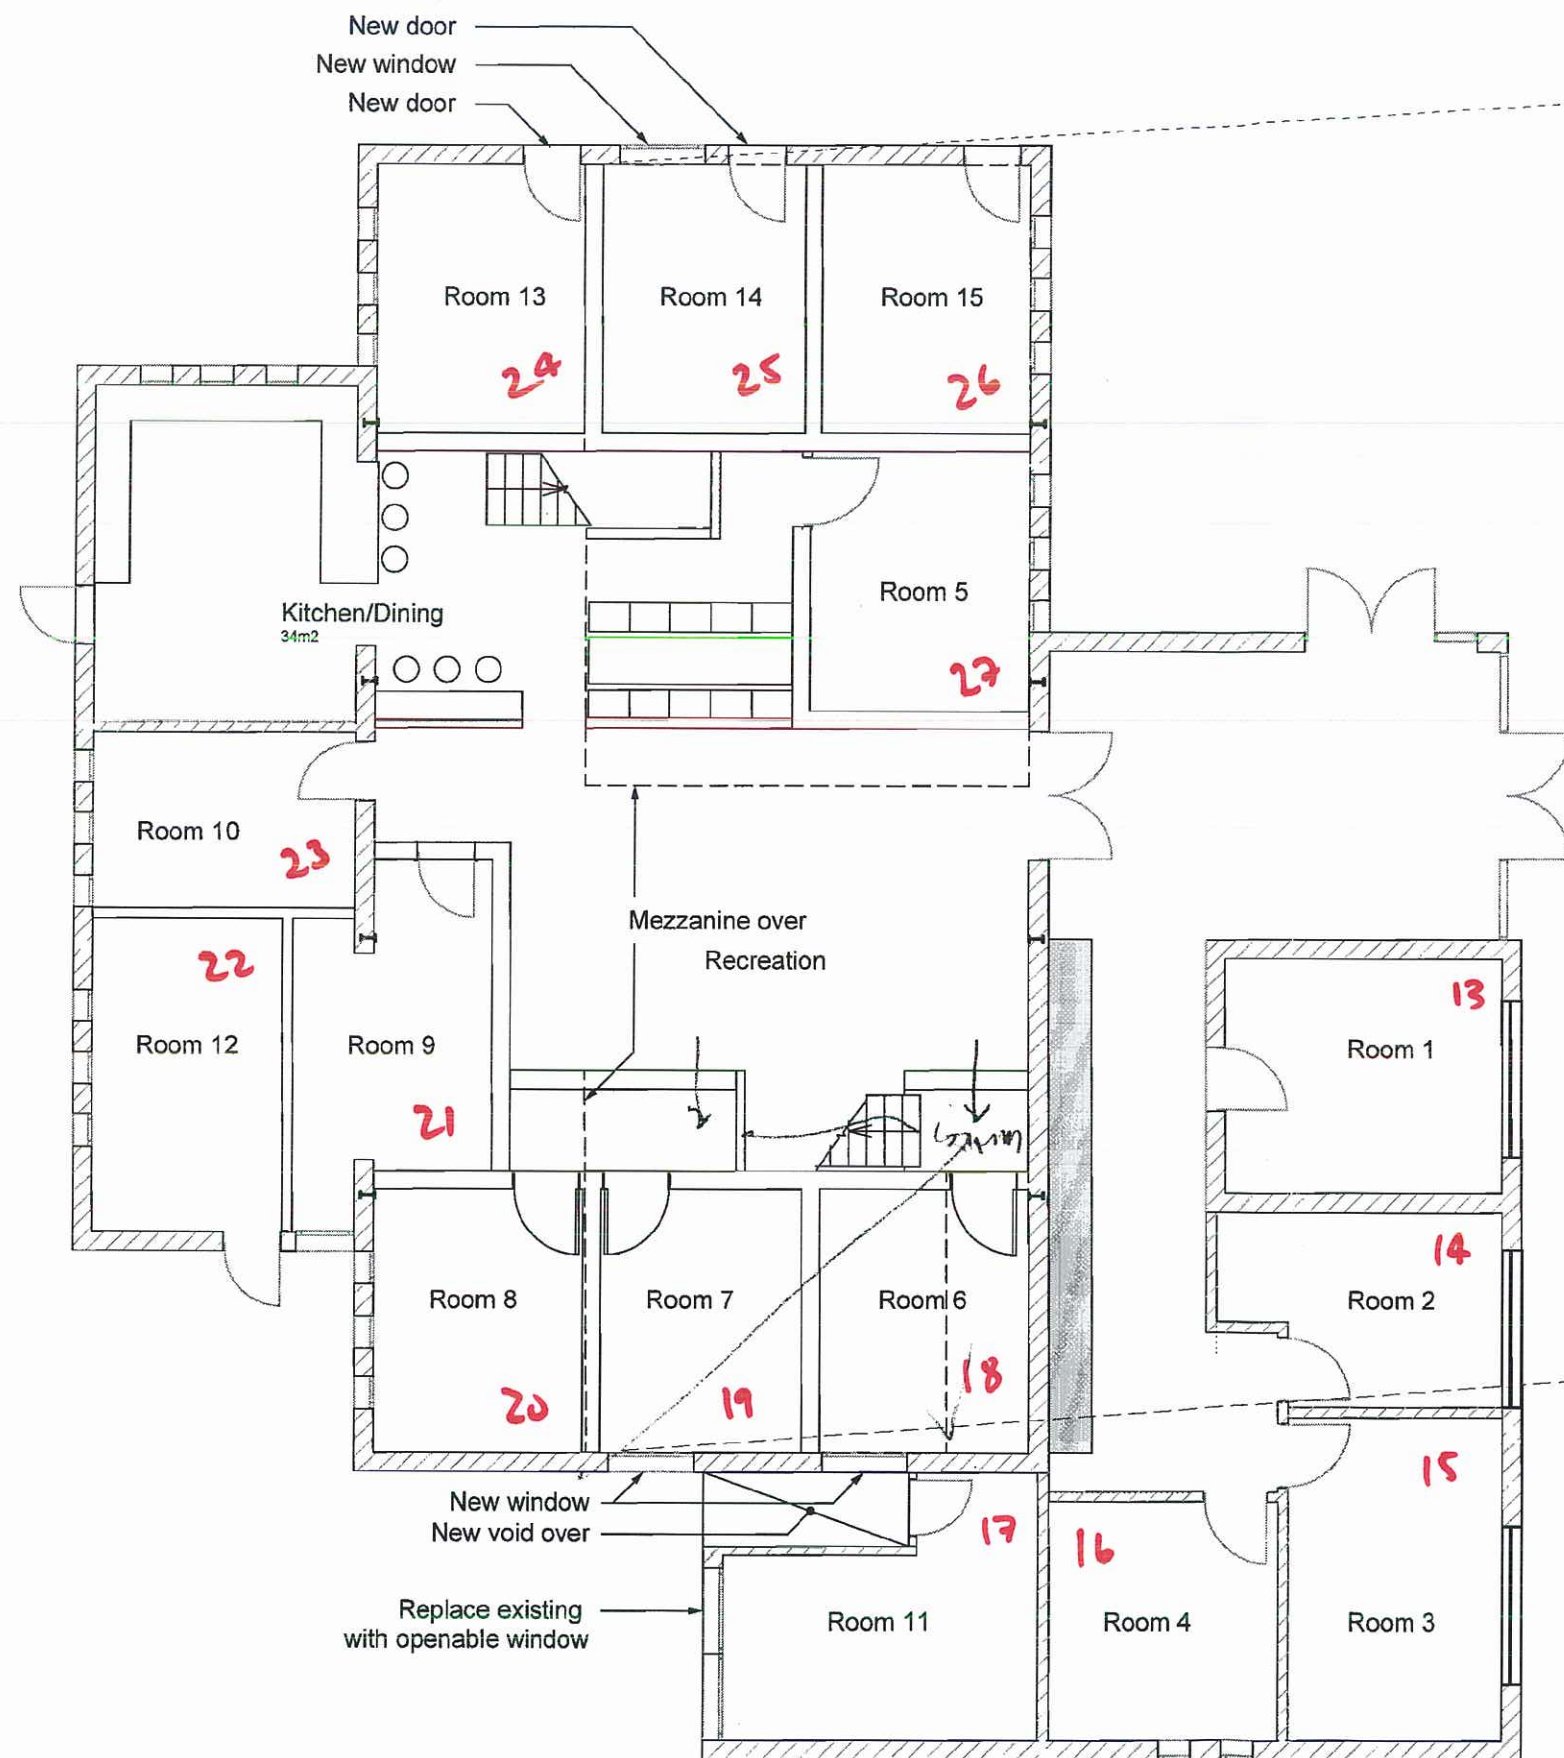 New door
New window
New door
Room 13
Room 14
Room 15
24
25
26
Room 5
Kitchen/Dining
34m2
27
Room 10
23
Mezzanine over
Recreation
22
13
Room 12
Room 9
Room 1
21
14
Room 8
Room 7
Room 6
Room 2
20
19
18
15
New window
New void over
17
16
Replace existing
with openable window
Room 11
Room 4
Room 3